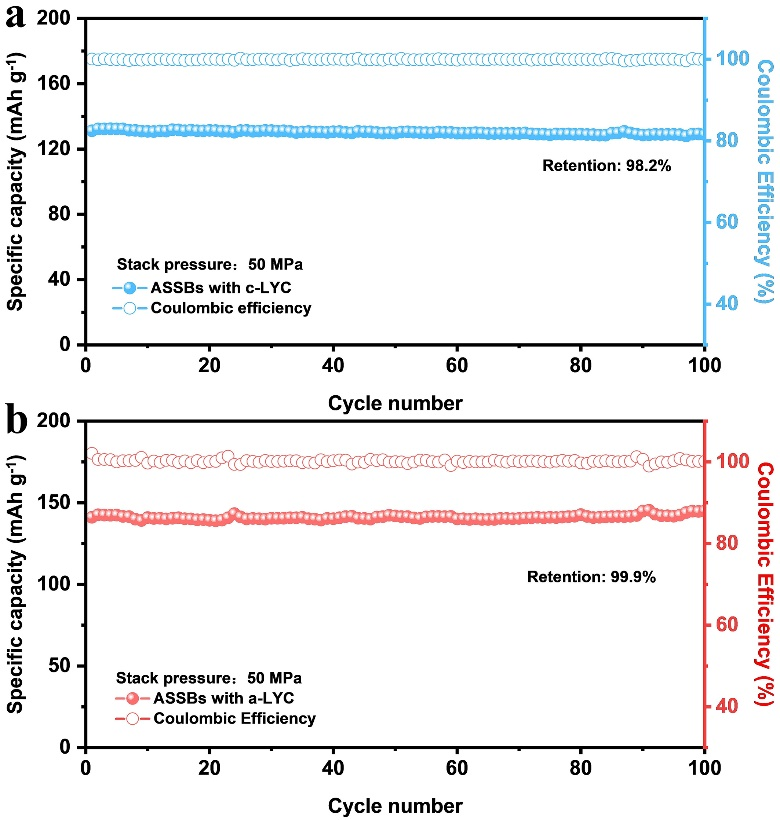 a
200
160
120
80
40
0
Specific capacity (mAh g⁻¹)
100
80
60
40
Coulombic Efficiency (%)
Retention: 98.2%
Stack pressure：50 MPa
ASSBs with c-LYC
Coulombic efficiency
0 20 40 60 80 100
Cycle number
b
200
150
100
50
0
Specific capacity (mAh g⁻¹)
100
80
60
40
Coulombic Efficiency (%)
Retention: 99.9%
Stack pressure：50 MPa
ASSBs with a-LYC
Coulombic Efficiency
0 20 40 60 80 100
Cycle number